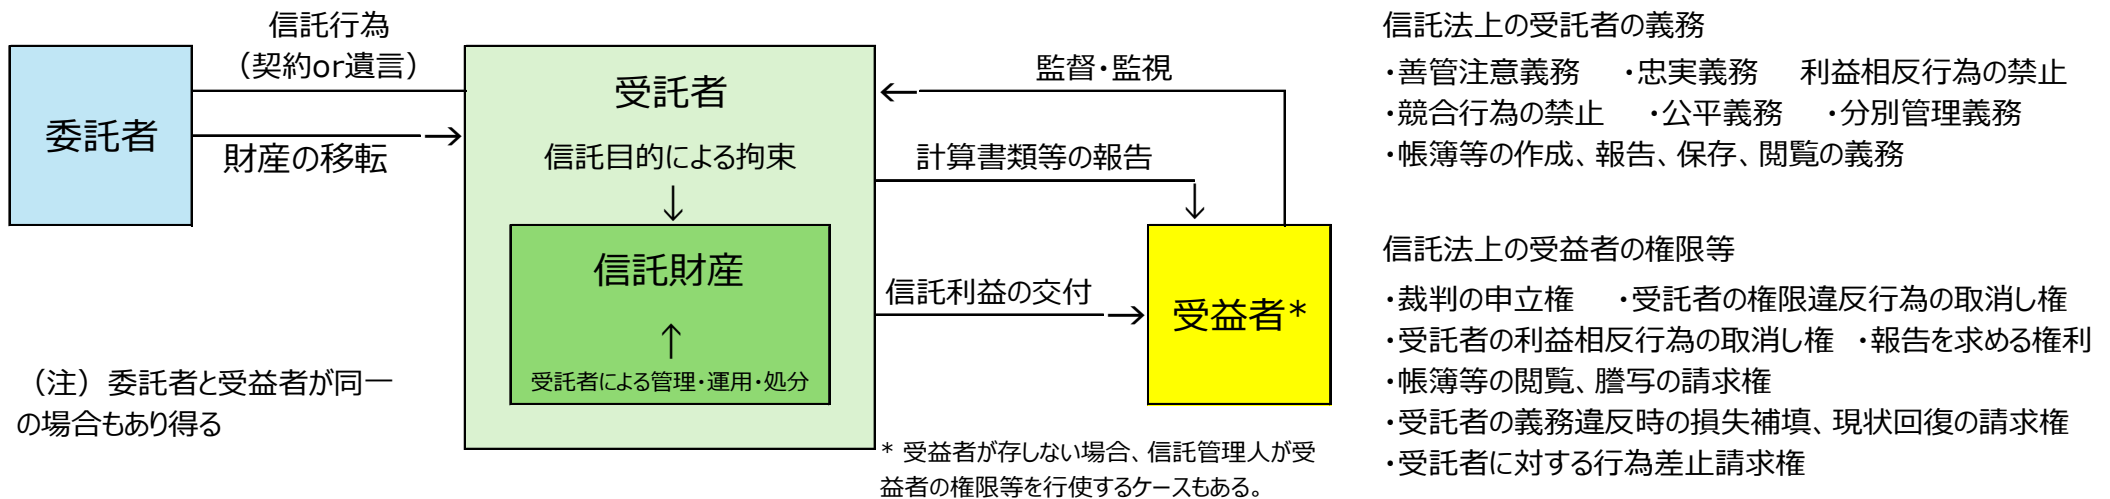 信託行為
（契約or遺言）
委託者
財産の移転
（注）委託者と受益者が同一
の場合もあり得る
受託者
信託目的による拘束
↓
信託財産
↑
受託者による管理・運用・処分
監督・監視
計算書類等の報告
信託利益の交付
受益者*
* 受益者が存しない場合、信託管理人が受
益者の権限等を行使するケースもある。
信託法上の受託者の義務
・善管注意義務　・忠実義務　利益相反行為の禁止
・競合行為の禁止　・公平義務　・分別管理義務
・帳簿等の作成、報告、保存、閲覧の義務
信託法上の受益者の権限等
・裁判の申立権　・受託者の権限違反行為の取消し権
・受託者の利益相反行為の取消し権　・報告を求める権利
・帳簿等の閲覧、謄写の請求権
・受託者の義務違反時の損失補填、現状回復の請求権
・受託者に対する行為差止請求権